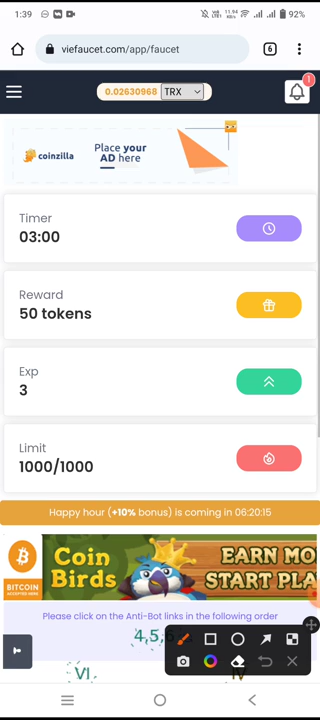 1:39
11.94
KB/s
92%
viefaucet.com/app/faucet
6
0.02630968 TRX
1
coinzilla
Place your
AD here
Timer
03:00
Reward
50 tokens
Exp
3
Limit
1000/1000
Happy hour (+10% bonus) is coming in 06:20:15
Coin
Birds
EARN MO
START PLA
BITCOIN
ACCEPTED HERE
Please click on the Anti-Bot links in the following order
4,5,
VI
IV